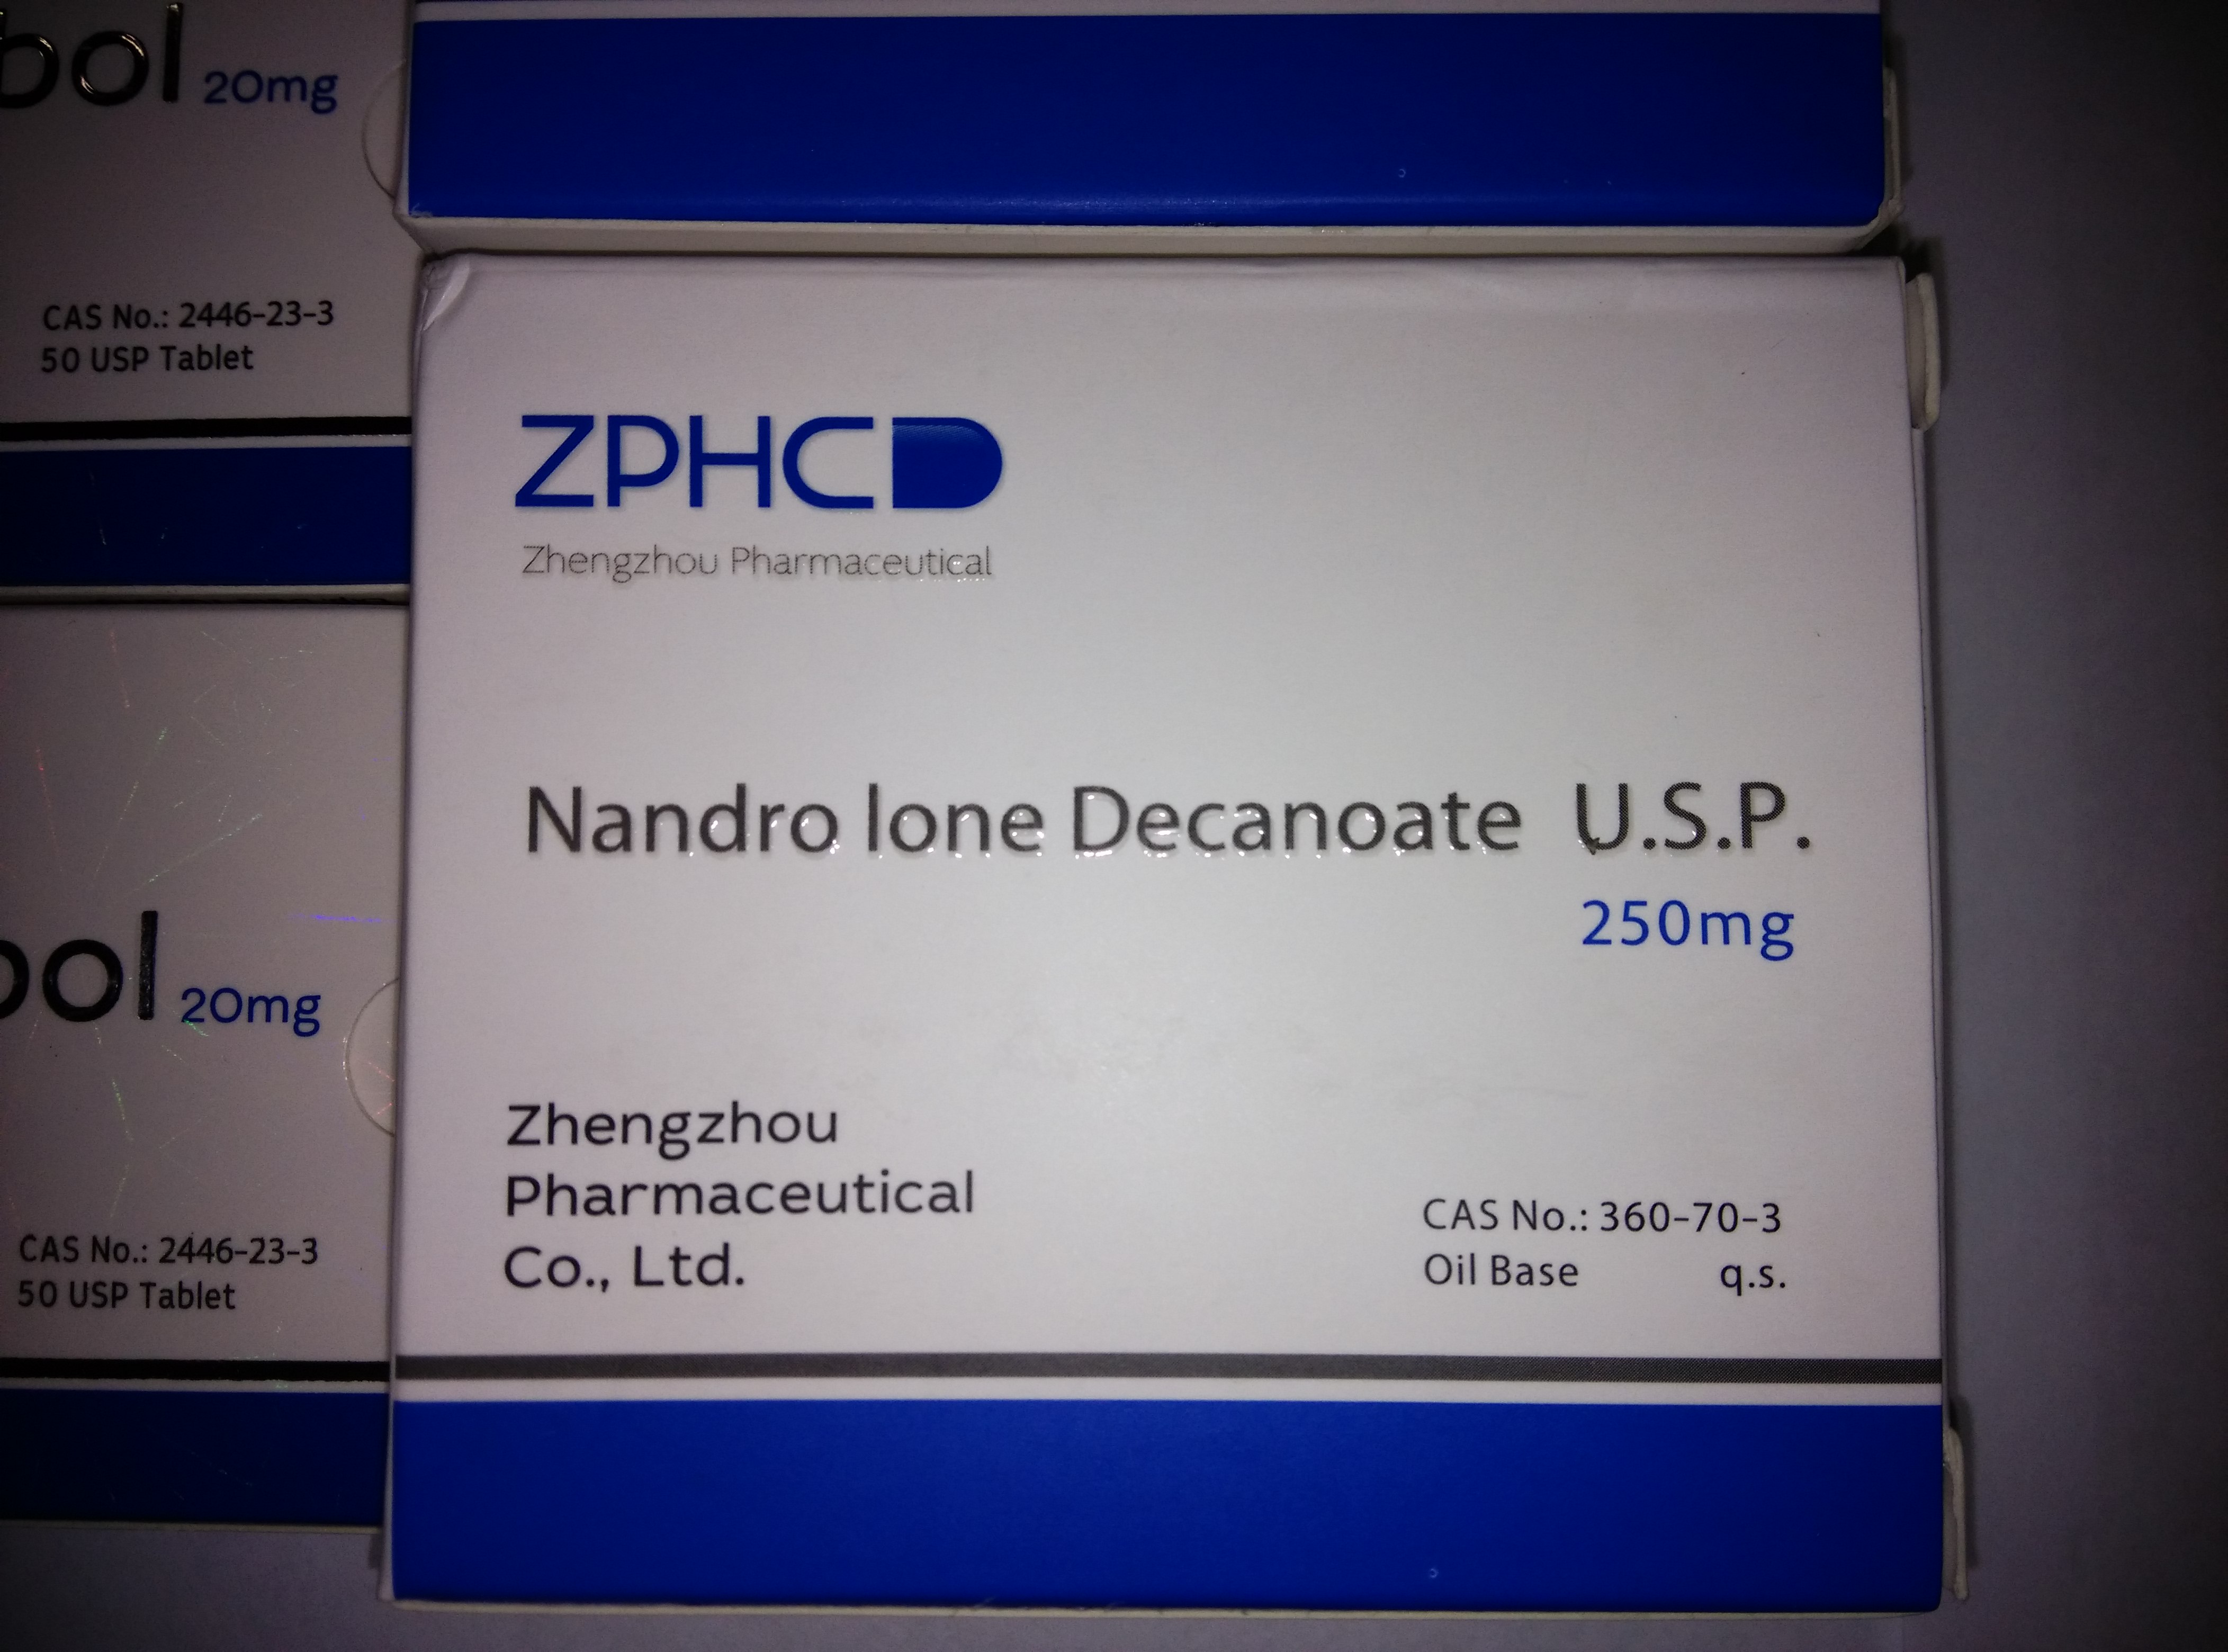 bol 20mg
CAS No.: 2446-23-3
50 USP Tablet
bol 20mg
CAS No.: 2446-23-3
50 USP Tablet
ZPHC
Zhengzhou Pharmaceutical
Nandro lone Decanoate U.S.P.
250mg
Zhengzhou
Pharmaceutical
Co., Ltd.
CAS No.: 360-70-3
Oil Base q.s.